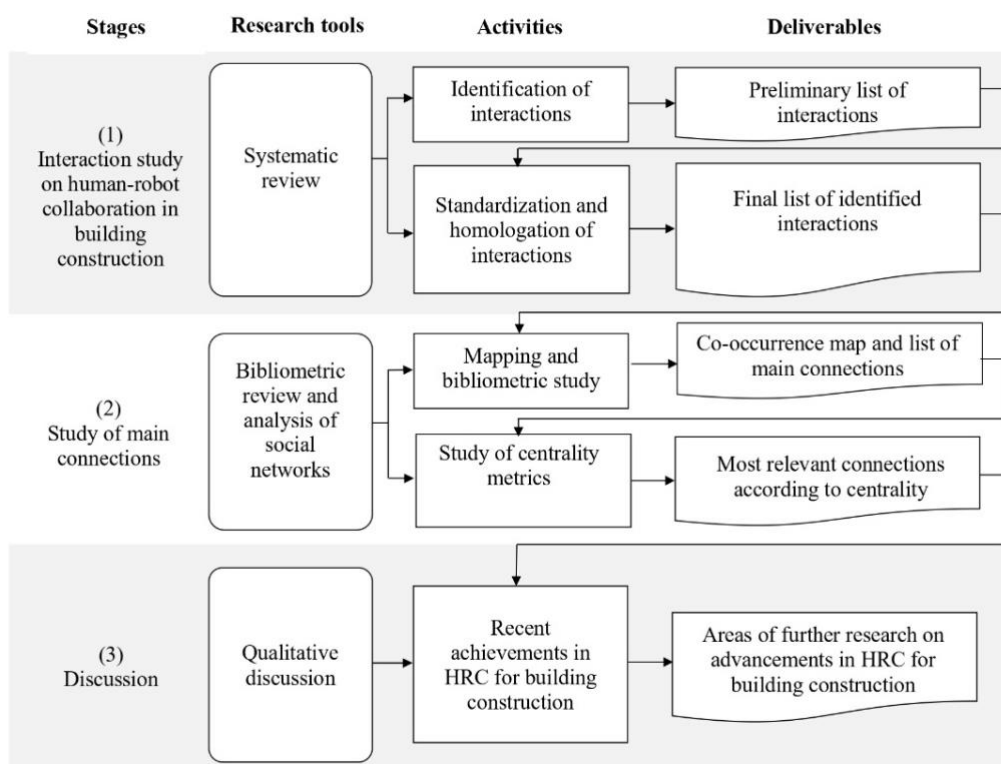 Stages
Research tools
Activities
Deliverables
(1)
Interaction study
on human-robot
collaboration in
building
construction
Systematic
review
Identification of
interactions
Preliminary list of
interactions
Standardization and
homologation of
interactions
Final list of identified
interactions
(2)
Study of main
connections
Bibliometric
review and
analysis of
social
networks
Mapping and
bibliometric study
Co-occurrence map and list of
main connections
Study of centrality
metrics
Most relevant connections
according to centrality
(3)
Discussion
Qualitative
discussion
Recent
achievements in
HRC for building
construction
Areas of further research on
advancements in HRC for
building construction